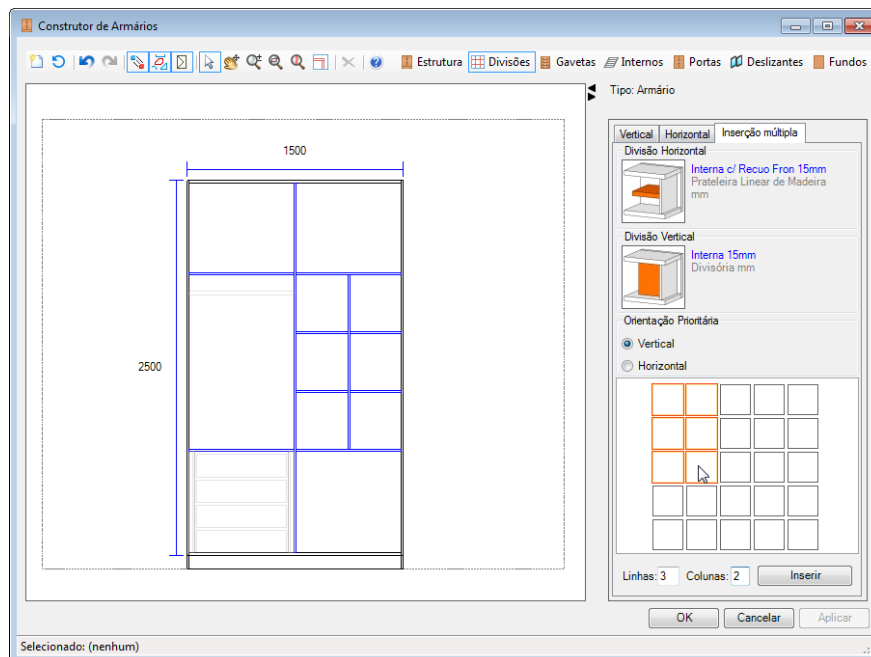 Construtor de Armários
Estrutura Divisões Gavetas Internos Portas Deslizantes Fundos
Tipo: Armário
Vertical Horizontal Inserção múltipla
Divisão Horizontal
Interna c/ Recuo Fron 15mm
Prateleira Linear de Madeira
mm
Divisão Vertical
Interna 15mm
Divisória mm
Orientação Prioritária
Vertical
Horizontal
1500
2500
Linhas: 3 Colunas: 2 Inserir
OK Cancelar Aplicar
Selecionado: (nenhum)